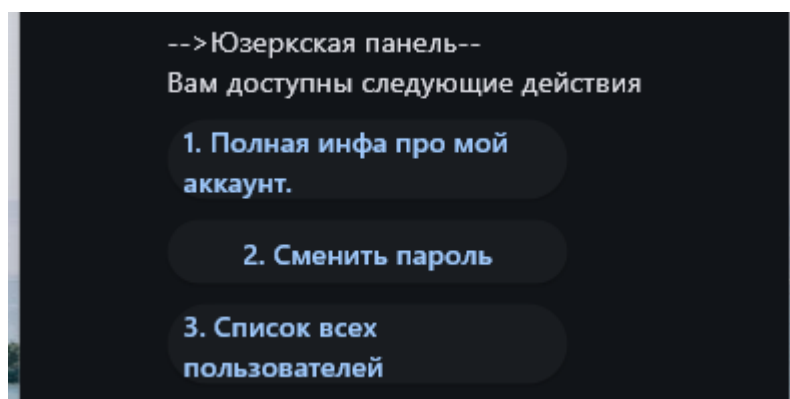 -->Юзеркская панель--
Вам доступны следующие действия
1. Полная инфа про мой
аккаунт.
2. Сменить пароль
3. Список всех
пользователей